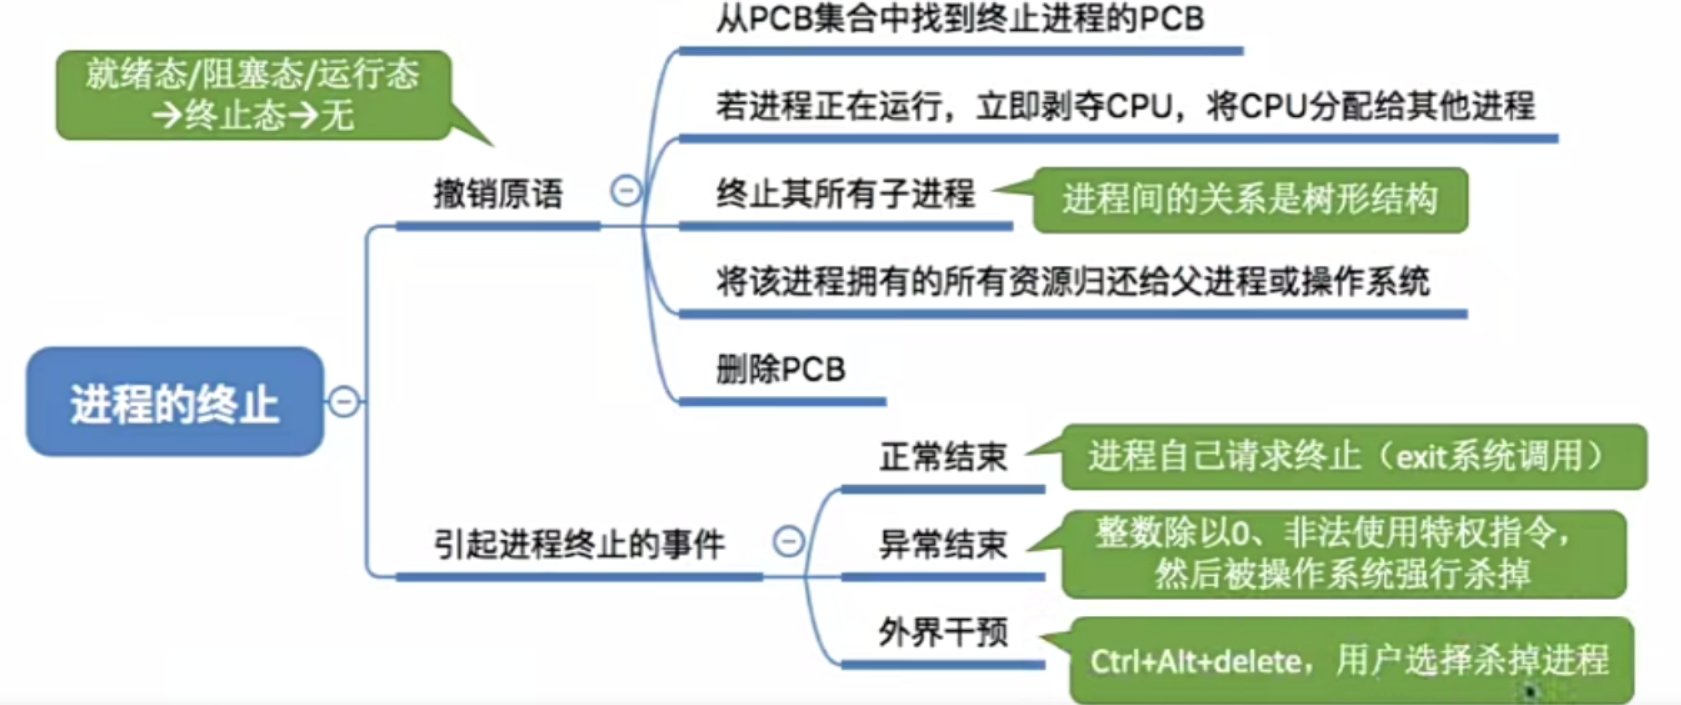 从PCB集合中找到终止进程的PCB
就绪态/阻塞态/运行态
→终止态→无
若进程正在运行，立即剥夺CPU，将CPU分配给其他进程
撤销原语
终止其所有子进程
进程间的关系是树形结构
将该进程拥有的所有资源归还给父进程或操作系统
删除PCB
进程的终止
正常结束
进程自己请求终止（exit系统调用）
引起进程终止的事件
异常结束
整数除以0、非法使用特权指令，
然后被操作系统强行杀掉
外界干预
Ctrl+Alt+delete，用户选择杀掉进程